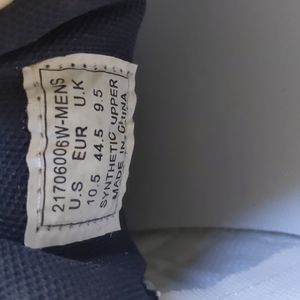 21706006W-MENS
U.S EUR U.K
10.5 44.5 9.5
SYNTHETIC UPPER
MADE IN CHINA